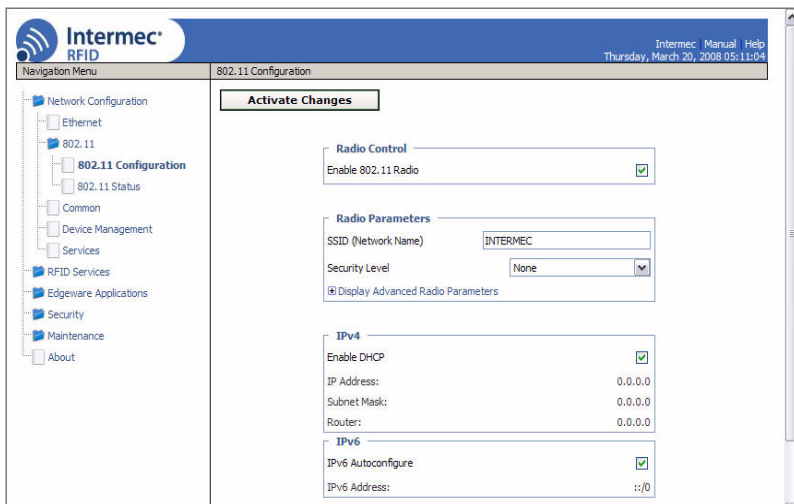 Intermec
RFID
Intermec | Manual | Help
Thursday, March 20, 2008 05:11:04
Navigation Menu
802.11 Configuration
Network Configuration
Ethernet
802.11
802.11 Configuration
802.11 Status
Common
Device Management
Services
RFID Services
Edgeware Applications
Security
Maintenance
About
Activate Changes
Radio Control
Enable 802.11 Radio
Radio Parameters
SSID (Network Name) INTERMEC
Security Level None
Display Advanced Radio Parameters
IPv4
Enable DHCP
IP Address: 0.0.0.0
Subnet Mask: 0.0.0.0
Router: 0.0.0.0
IPv6
IPv6 Autoconfigure
IPv6 Address: ::/0